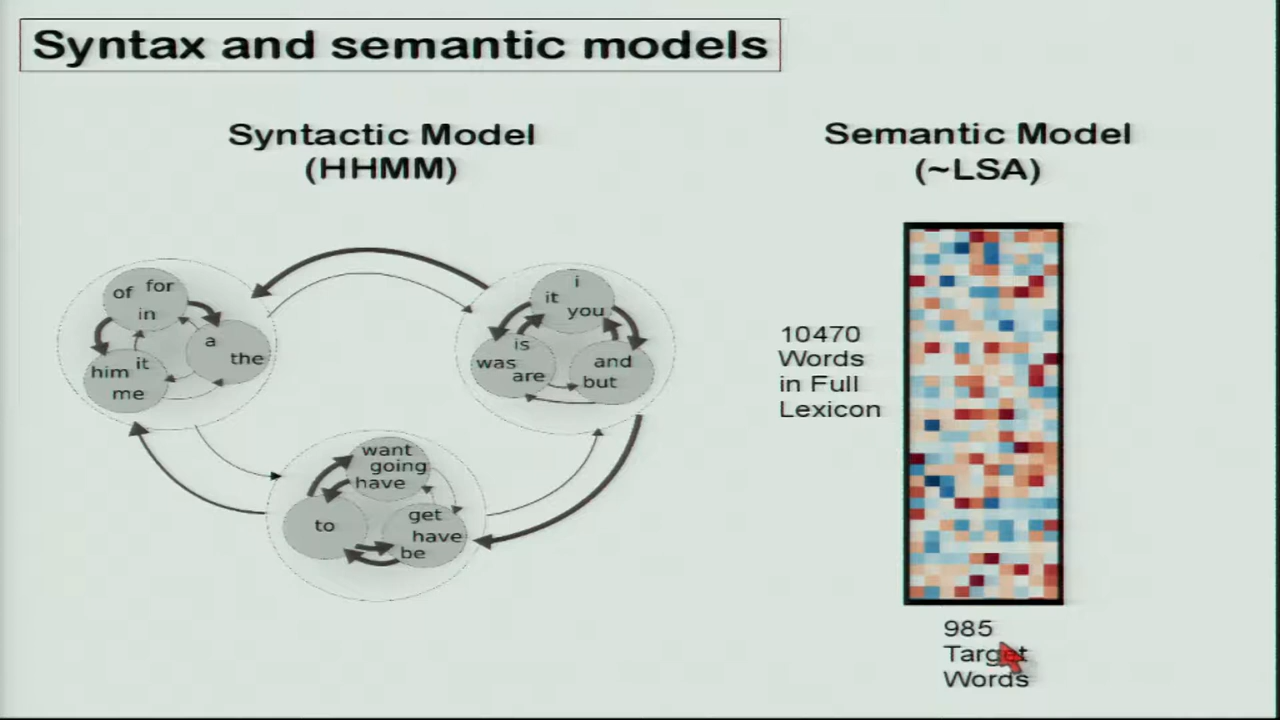 Syntax and semantic models
Syntactic Model
(HHMM)
Semantic Model
(~LSA)
of for
in
him it
me
a
the
i
it
you
is
was
are
and
but
want
going
have
to
get
have
be
10470
Words
in Full
Lexicon
985
Target
Words